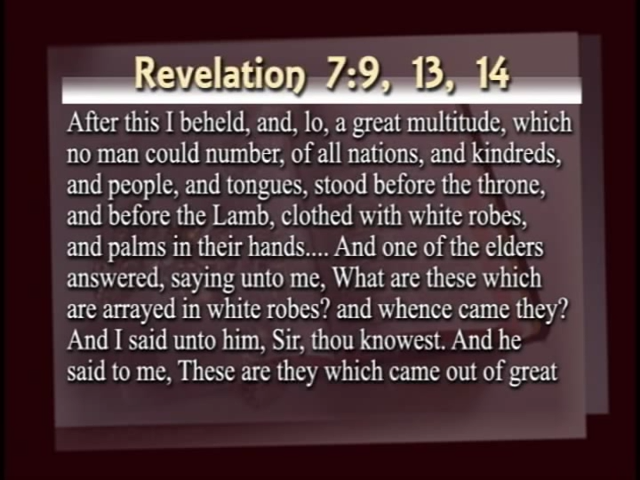 Revelation 7:9, 13, 14
After this I beheld, and, lo, a great multitude, which
no man could number, of all nations, and kindreds,
and people, and tongues, stood before the throne,
and before the Lamb, clothed with white robes,
and palms in their hands.... And one of the elders
answered, saying unto me, What are these which
are arrayed in white robes? and whence came they?
And I said unto him, Sir, thou knowest. And he
said to me, These are they which came out of great